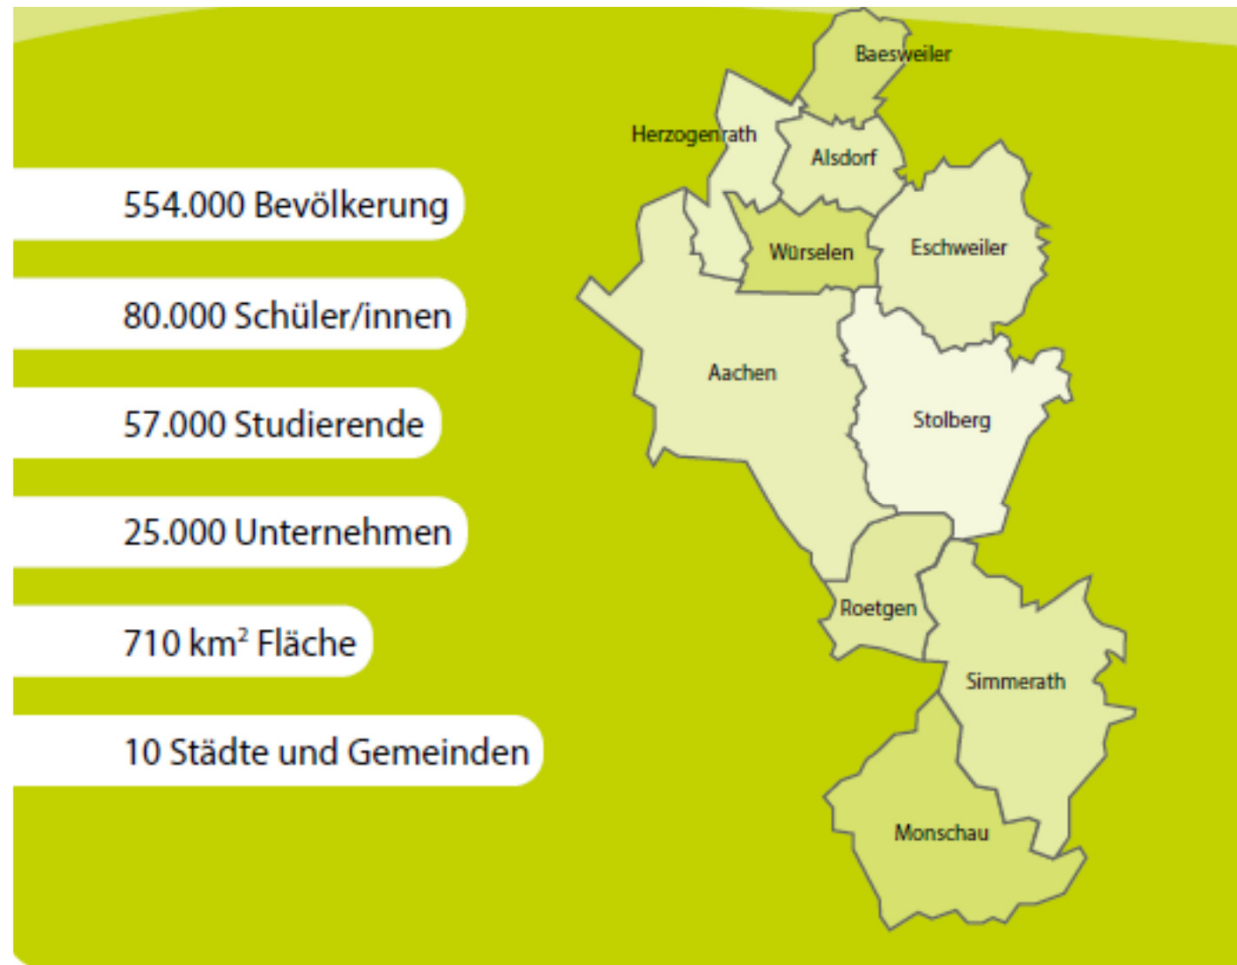 554.000 Bevölkerung
80.000 Schüler/innen
57.000 Studierende
25.000 Unternehmen
710 km² Fläche
10 Städte und Gemeinden
Baesweiler
Herzogenrath
Alsdorf
Würselen
Eschweiler
Aachen
Stolberg
Roetgen
Simmerath
Monschau